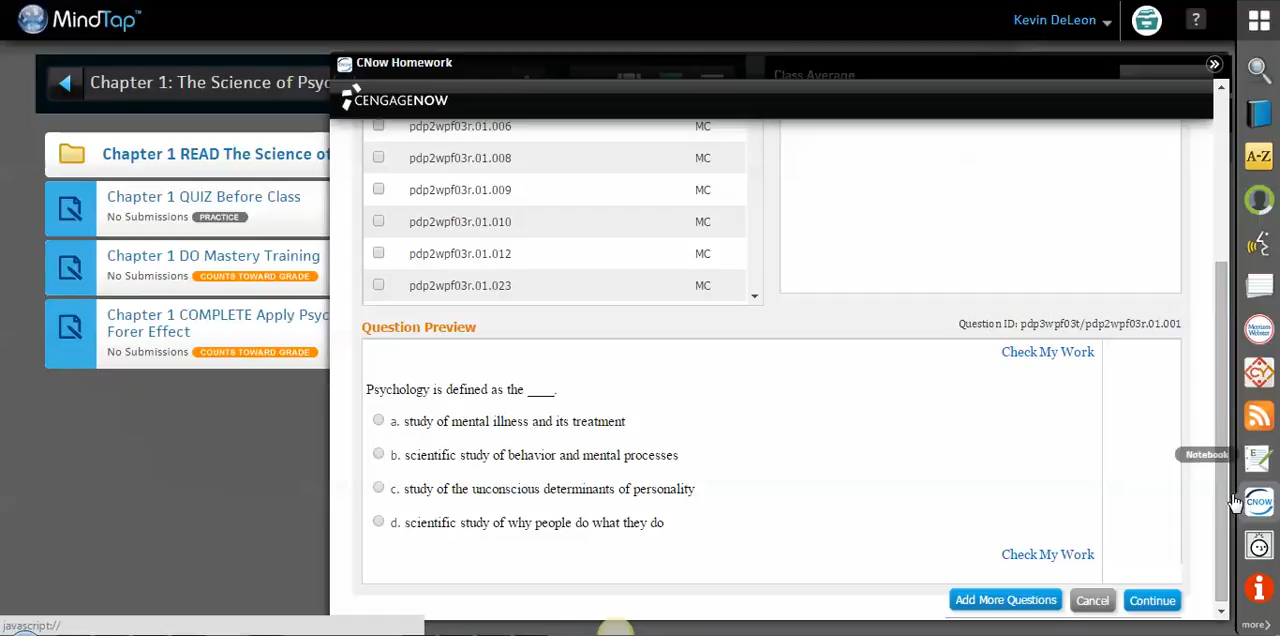 MindTap™
Kevin DeLeon
?
Chapter 1: The Science of Psyc
CNow Homework
Class Average
CENGAGENOW
Chapter 1 READ The Science of
Chapter 1 QUIZ Before Class
No Submissions PRACTICE
Chapter 1 DO Mastery Training
No Submissions COUNTS TOWARD GRADE
Chapter 1 COMPLETE Apply Psyc
Forer Effect
No Submissions COUNTS TOWARD GRADE
pdp2wpf03r.01.006 MC
pdp2wpf03r.01.008 MC
pdp2wpf03r.01.009 MC
pdp2wpf03r.01.010 MC
pdp2wpf03r.01.012 MC
pdp2wpf03r.01.023 MC
Question Preview
Question ID: pdp3wpf03t/pdp2wpf03r.01.001
Check My Work
Psychology is defined as the ____.
a. study of mental illness and its treatment
b. scientific study of behavior and mental processes
c. study of the unconscious determinants of personality
d. scientific study of why people do what they do
Check My Work
Add More Questions Cancel Continue
A-Z
Merriam
Webster
CY
Notebook
E
CNOW
i
more
javascript://